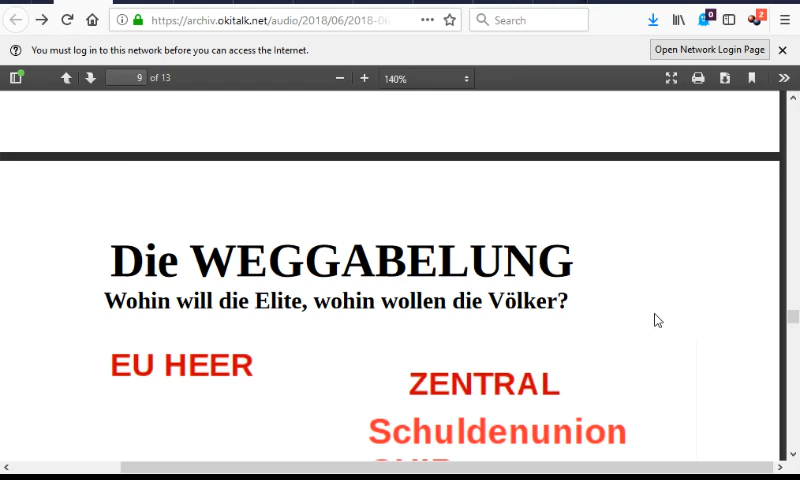 https://archiv.okitalk.net/audio/2018/06/2018-06
Search
0
2
You must log in to this network before you can access the Internet.
Open Network Login Page
9 of 13
140%
Die WEGGABELUNG
Wohin will die Elite, wohin wollen die Völker?
EU HEER
ZENTRAL
Schuldenunion